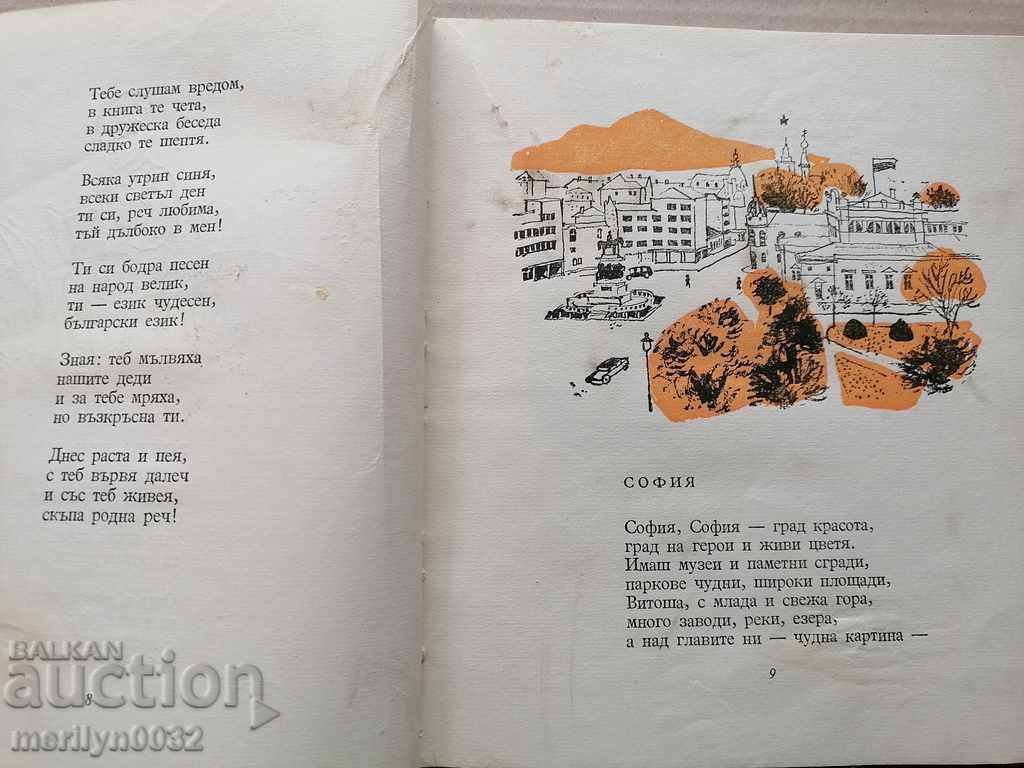 Тебе слушам вредом,
в книга те чета,
в дружеска беседа
сладко те шептя.
Всяка утрин синя,
всеки светъл ден
ти си, реч любима,
тъй дълбоко в мен!
Ти си бодра песен
на народ велик,
ти — език чудесен,
български език!
Зная: теб мълвяха
нашите деди
и за тебе мряха,
но възкръсна ти.
Днес раста и пея,
с теб вървя далеч
и със теб живея,
скъпа родна реч!
8
СОФИЯ
София, София — град красота,
град на герои и живи цветя.
Имаш музеи и паметни сгради,
паркове чудни, широки площади,
Витоша, с млада и свежа гора,
много заводи, реки, езера,
а над главите ни — чудна картина —
9
BALKAN
auction
merilyn0032